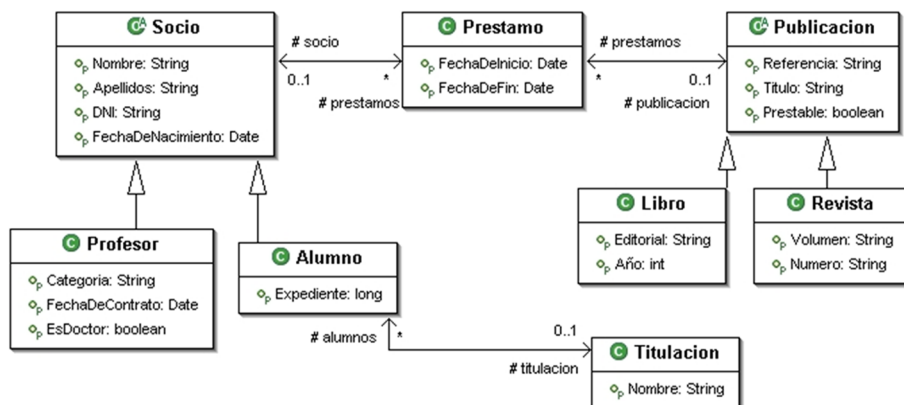 Socio
Nombre: String
Apellidos: String
DNI: String
FechaDeNacimiento: Date
# socio
0..1
*
# prestamos
Prestamo
FechaDeInicio: Date
FechaDeFin: Date
# prestamos
*
0..1
# publicacion
Publicacion
Referencia: String
Titulo: String
Prestable: boolean
Profesor
Categoria: String
FechaDeContrato: Date
EsDoctor: boolean
Alumno
Expediente: long
Libro
Editorial: String
Año: int
Revista
Volumen: String
Numero: String
# alumnos
*
0..1
# titulacion
Titulacion
Nombre: String